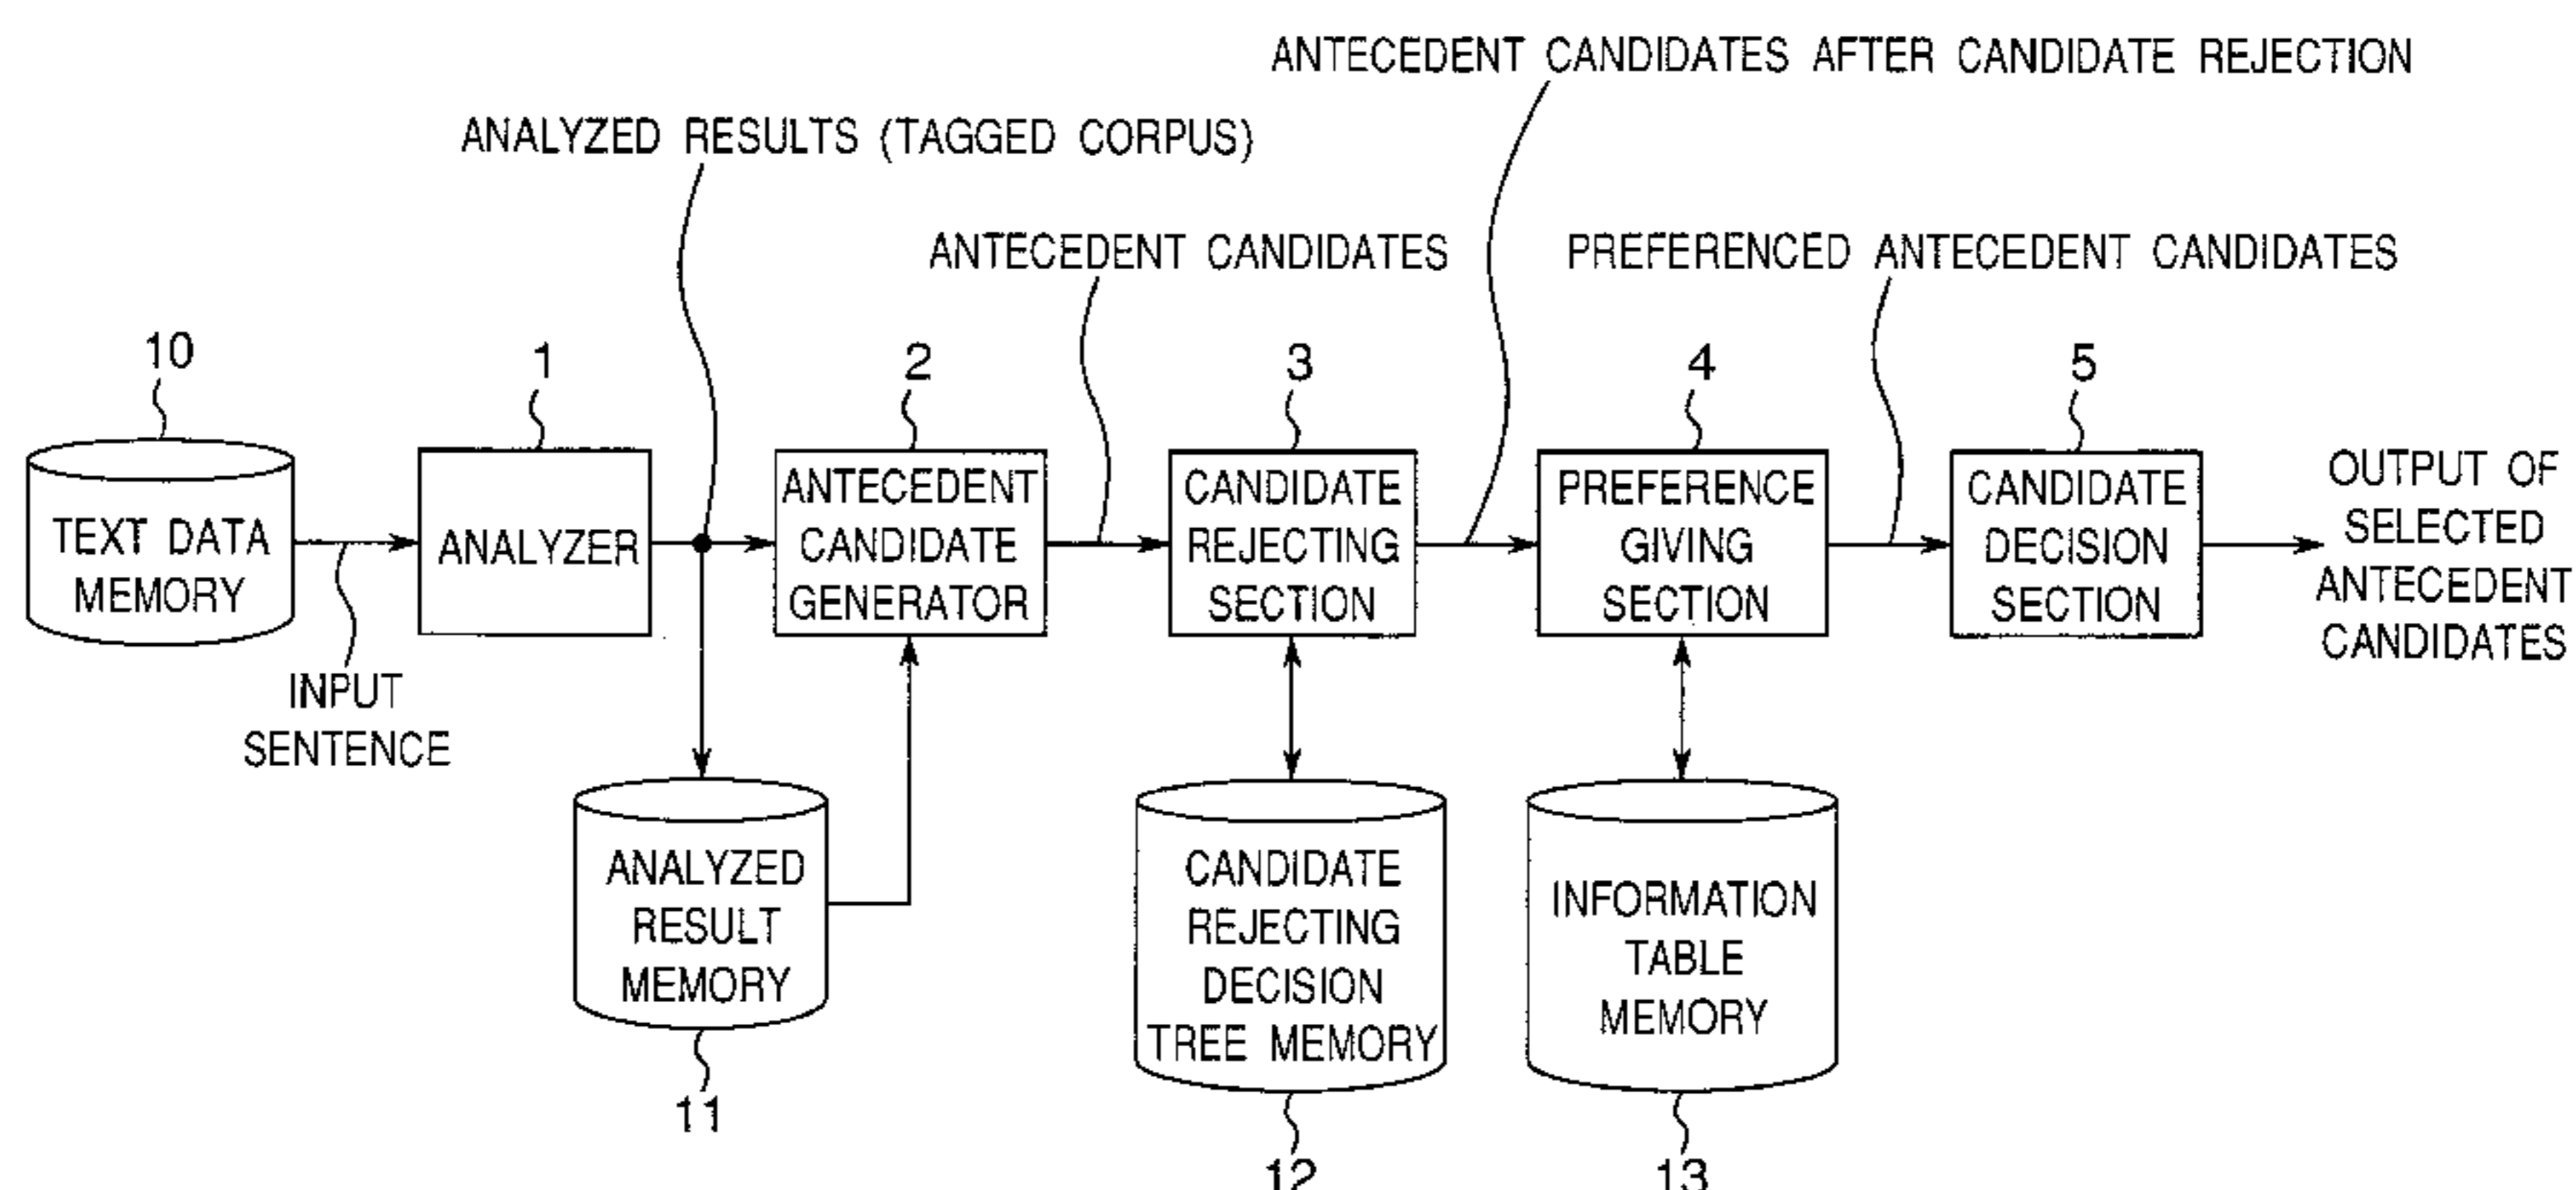 ANTECEDENT CANDIDATES AFTER CANDIDATE REJECTION
ANALYZED RESULTS (TAGGED CORPUS)
ANTECEDENT CANDIDATES
PREFERENCED ANTECEDENT CANDIDATES
10
1
2
3
4
5
TEXT DATA
MEMORY
ANALYZER
ANTECEDENT
CANDIDATE
GENERATOR
CANDIDATE
REJECTING
SECTION
PREFERENCE
GIVING
SECTION
CANDIDATE
DECISION
SECTION
OUTPUT OF
SELECTED
ANTECEDENT
CANDIDATES
INPUT
SENTENCE
ANALYZED
RESULT
MEMORY
CANDIDATE
REJECTING
DECISION
TREE MEMORY
INFORMATION
TABLE
MEMORY
11
12
13